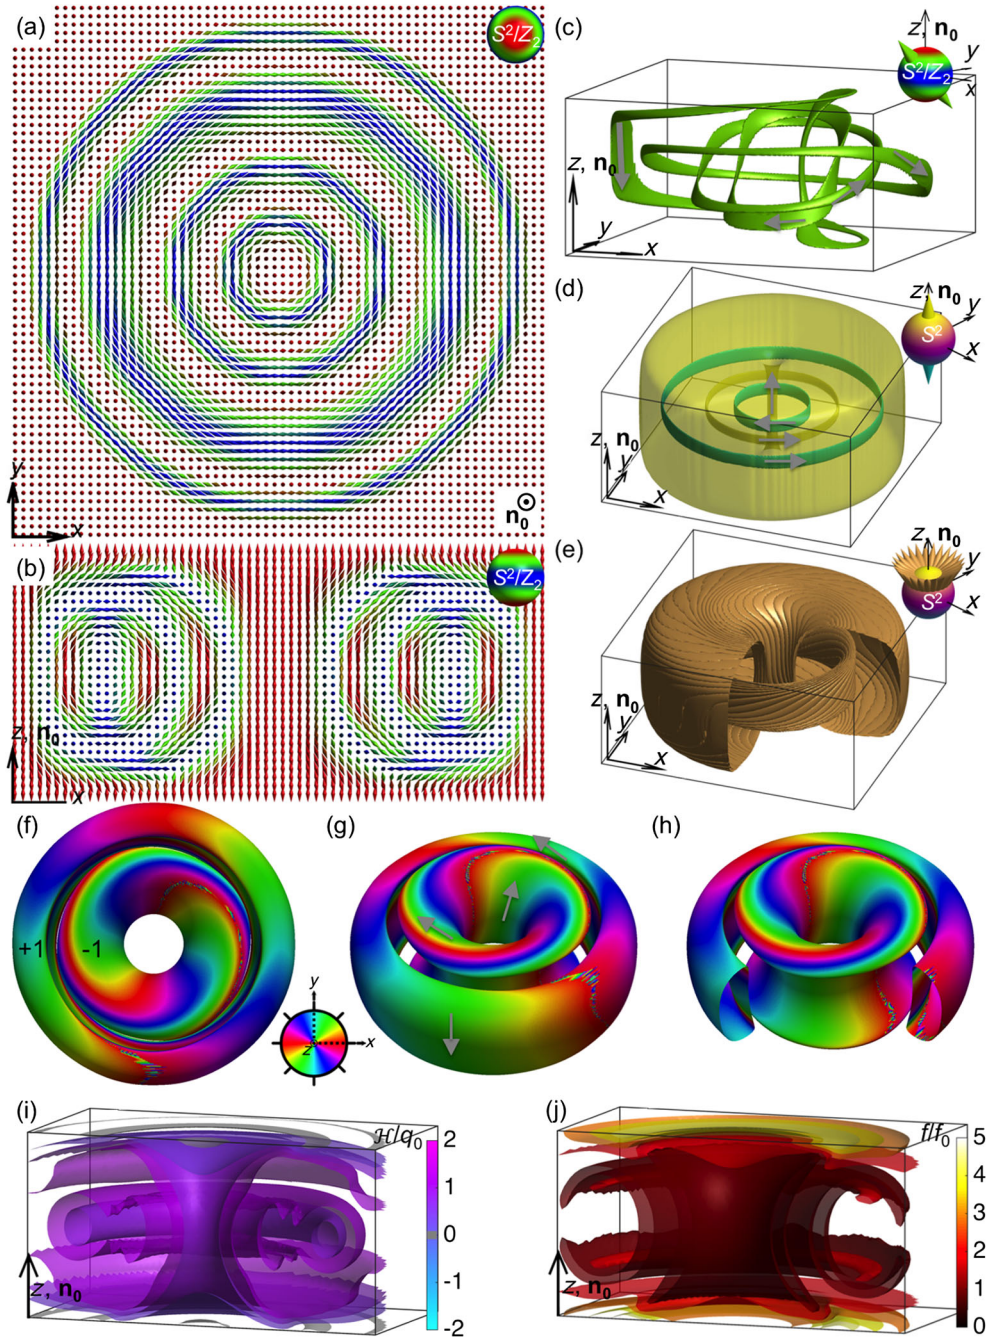 (a)
S²/Z₂
y
x
n₀
(b)
S²/Z₂
z, n₀
x
(c)
z, n₀
S²/Z₂
y
x
z, n₀
y
x
(d)
z, n₀
y
S²
x
z, n₀
y
x
(e)
z, n₀
y
S²
x
z, n₀
y
x
(f)
+1
-1
y
x
z
(g)
(h)
(i)
ℋ/q₀
2
1
0
-1
-2
z, n₀
(j)
f/f₀
5
4
3
2
1
0
z, n₀